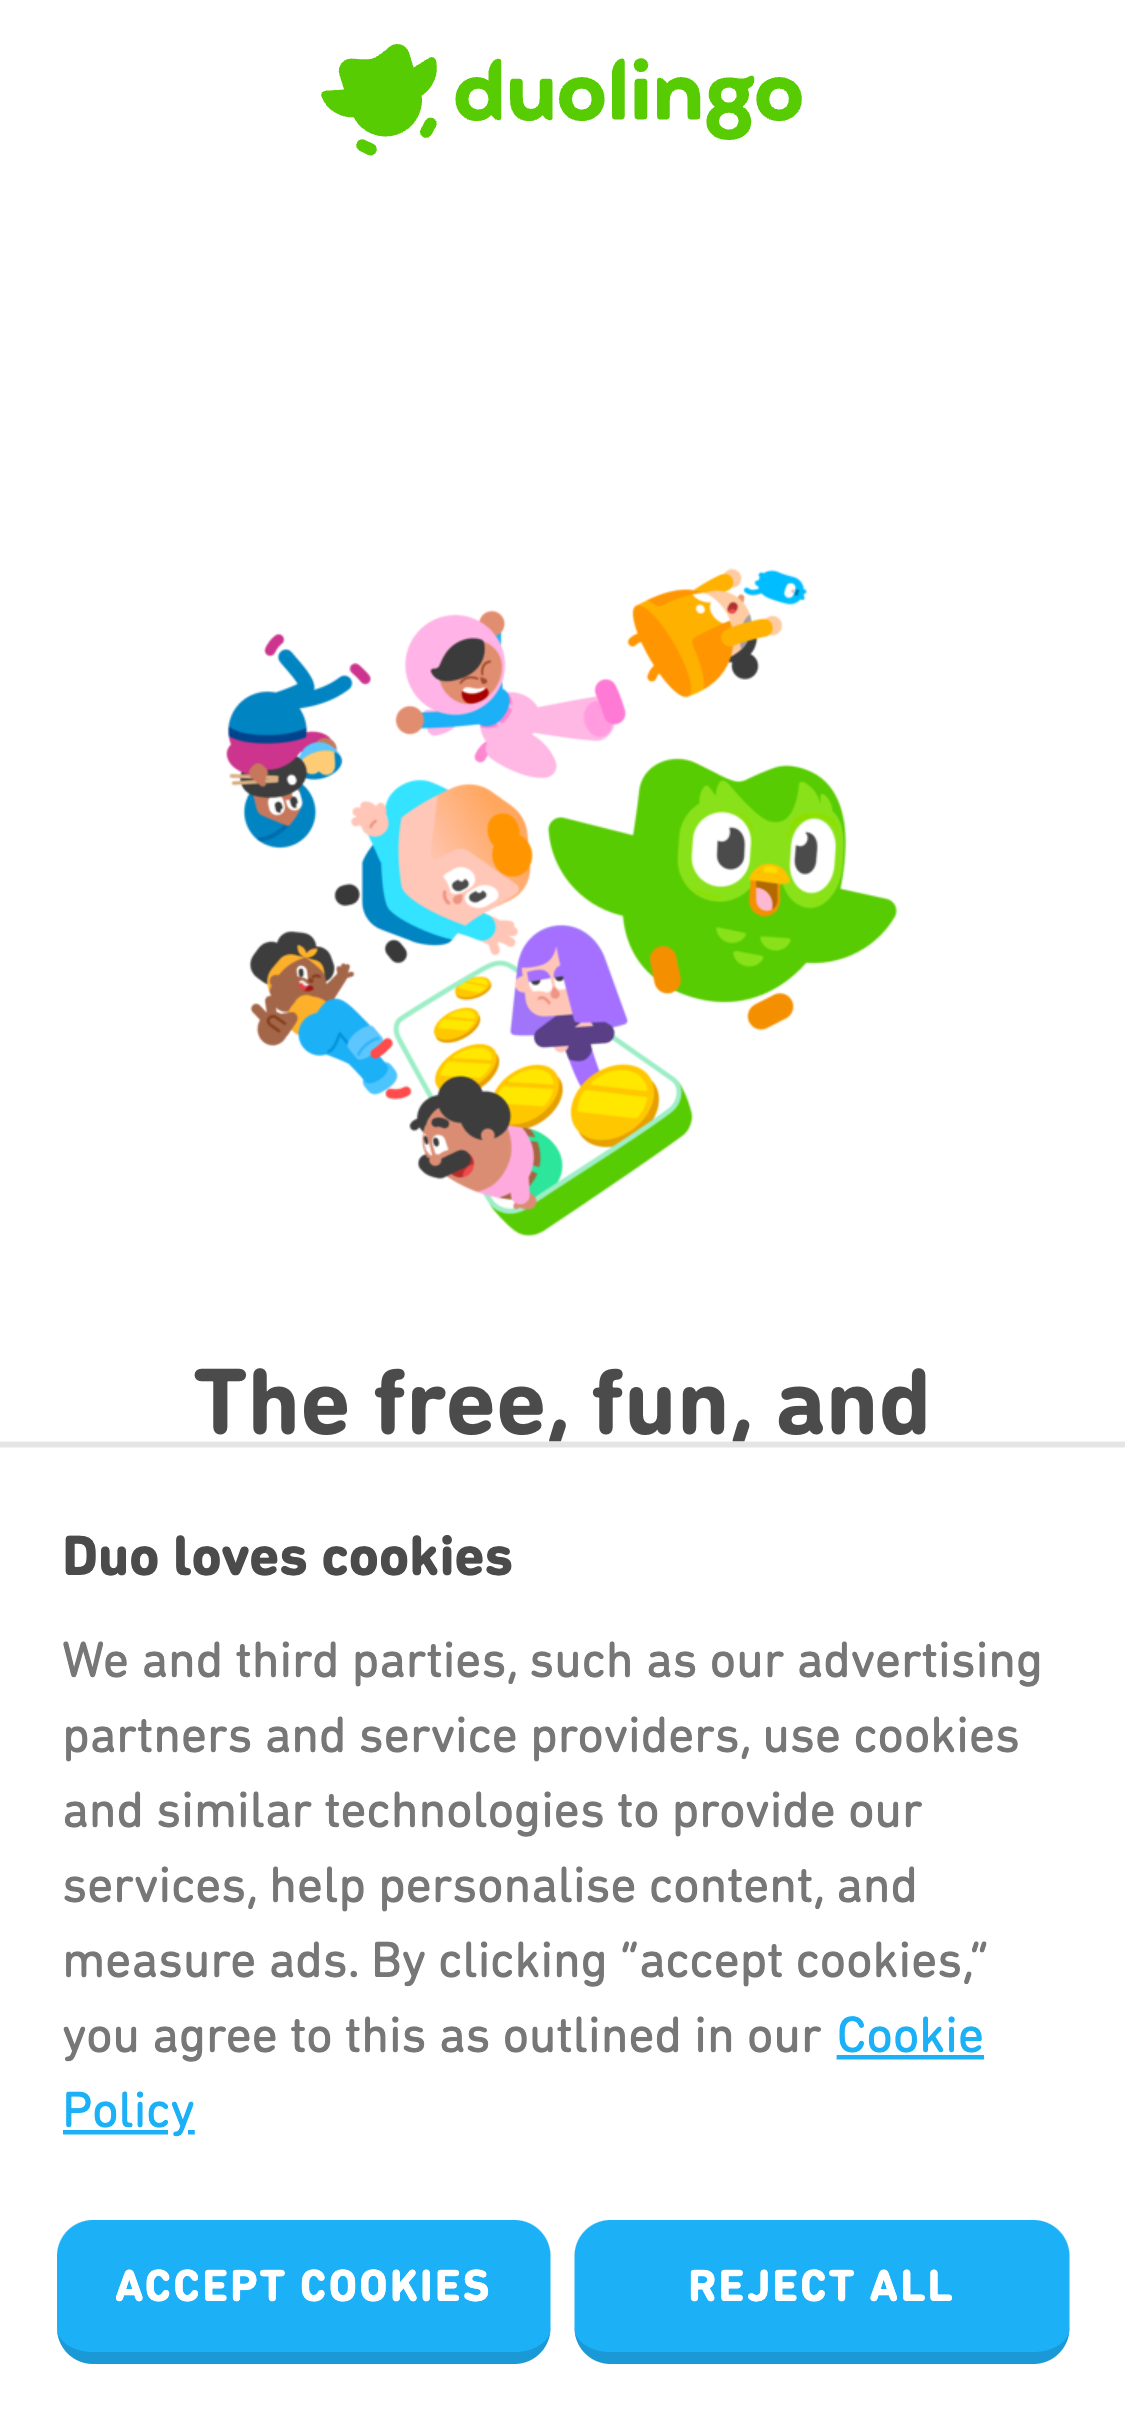 duolingo
The free, fun, and
Duo loves cookies
We and third parties, such as our advertising
partners and service providers, use cookies
and similar technologies to provide our
services, help personalise content, and
measure ads. By clicking “accept cookies,”
you agree to this as outlined in our Cookie
Policy
ACCEPT COOKIES
REJECT ALL